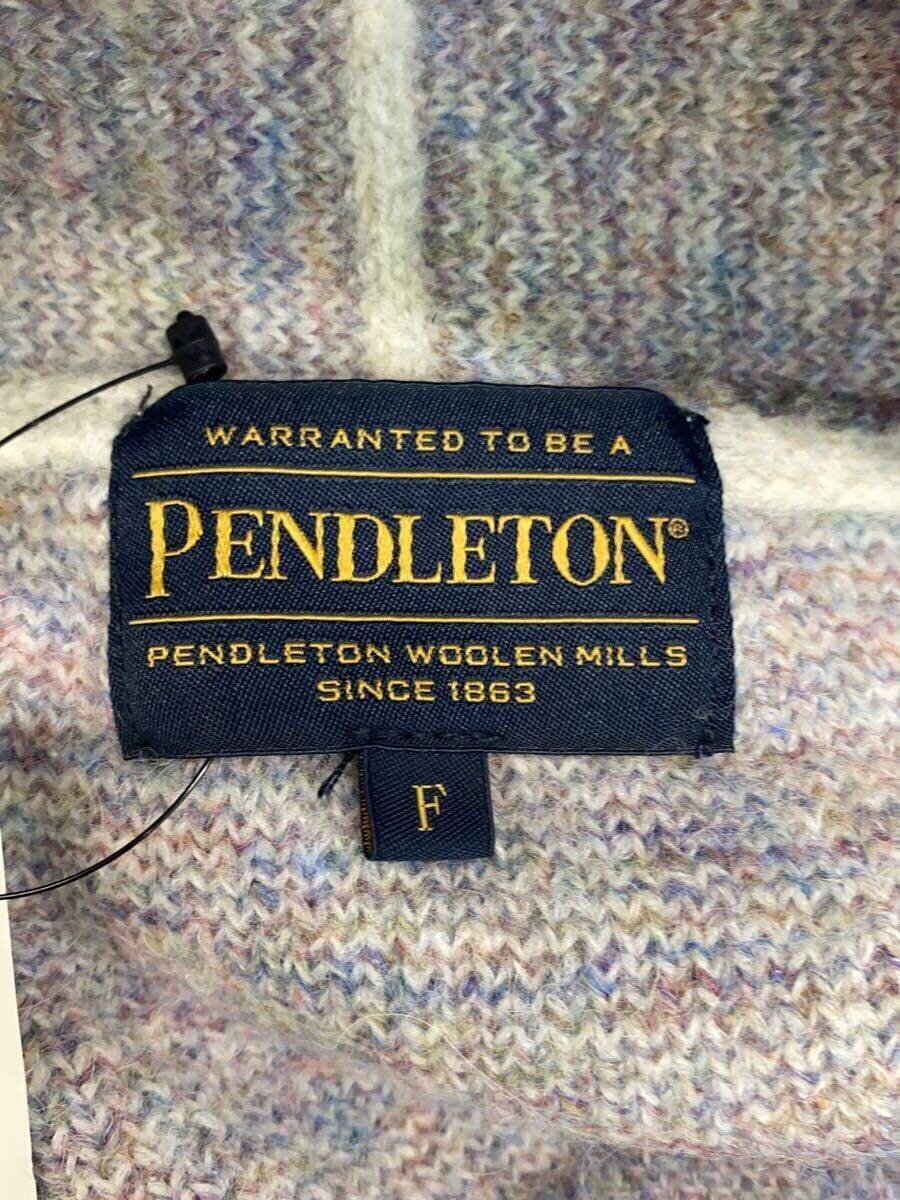 WARRANTED TO BE A
PENDLETON®
PENDLETON WOOLEN MILLS
SINCE 1863
F